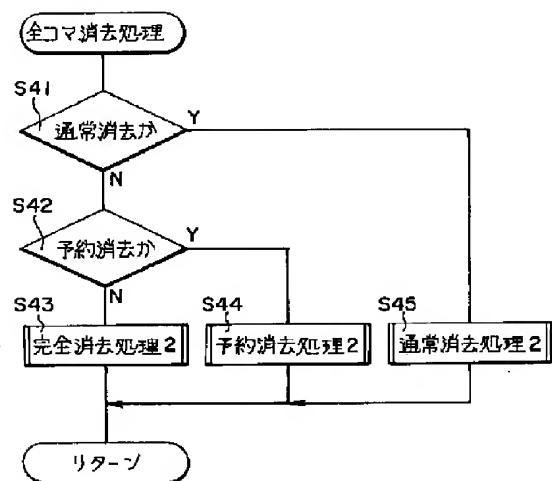 全コマ消去処理
S41
通常消去か
Y
N
S42
予約消去か
Y
N
S43
S44
S45
完全消去処理2
予約消去処理2
通常消去処理2
リターン